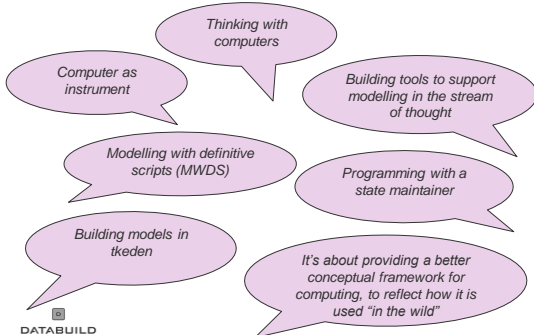 Thinking with
computers
Computer as
instrument
Building tools to support
modelling in the stream
of thought
Modelling with definitive
scripts (MWDS)
Programming with a
state maintainer
Building models in
tkeden
It's about providing a better
conceptual framework for
computing, to reflect how it is
used "in the wild"
DATABUILD